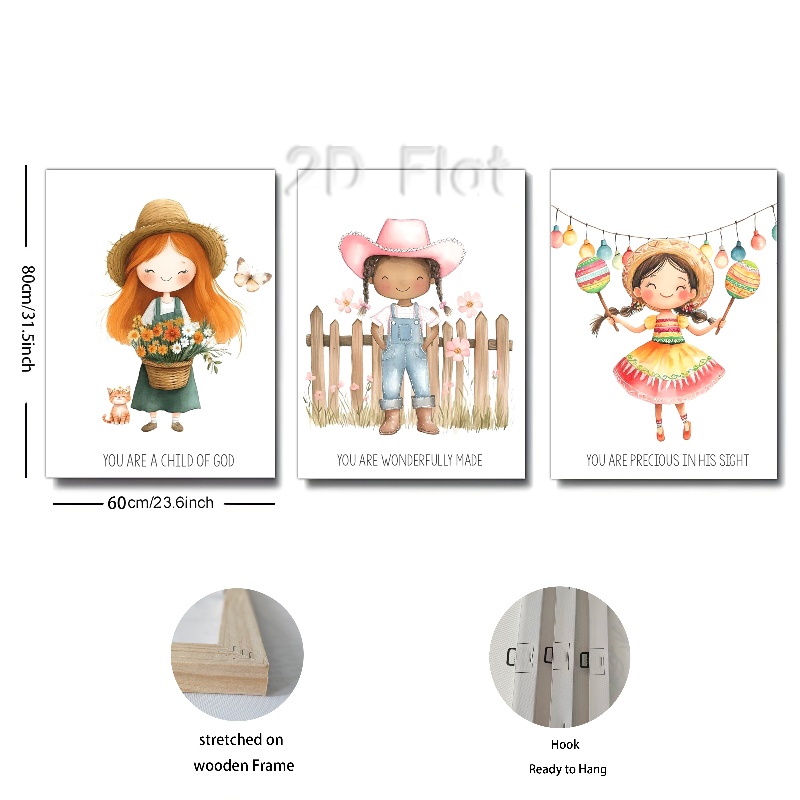 2D Flat
80cm/31.5inch
YOU ARE A CHILD OF GOD
YOU ARE WONDERFULLY MADE
YOU ARE PRECIOUS IN HIS SIGHT
60cm/23.6inch
stretched on
wooden Frame
Hook
Ready to Hang